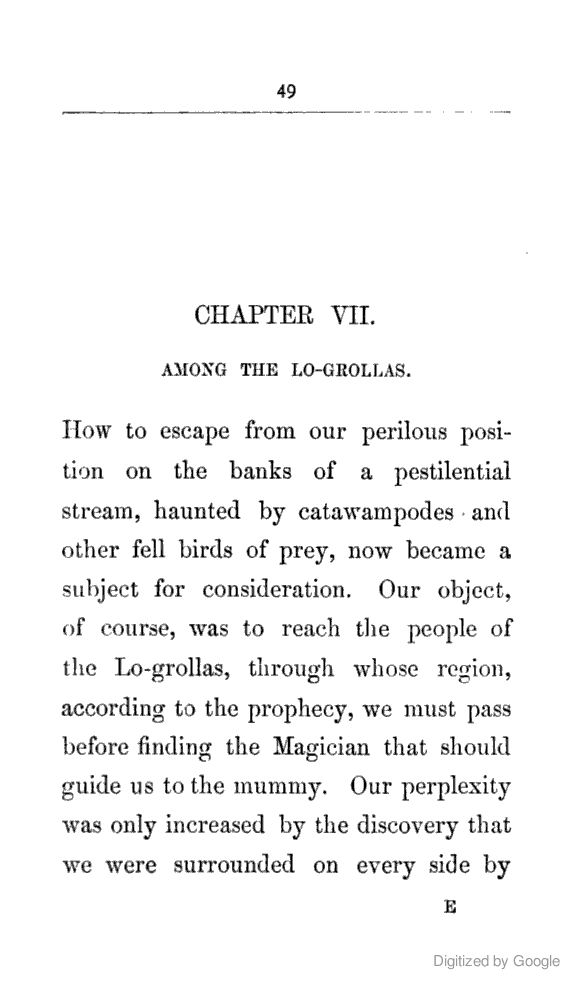 49
CHAPTER VII.
AMONG THE LO-GROLLAS.
How to escape from our perilous posi-
tion on the banks of a pestilential
stream, haunted by catawampodes and
other fell birds of prey, now became a
subject for consideration. Our object,
of course, was to reach the people of
the Lo-grollas, through whose region,
according to the prophecy, we must pass
before finding the Magician that should
guide us to the mummy. Our perplexity
was only increased by the discovery that
we were surrounded on every side by
E
Digitized by Google